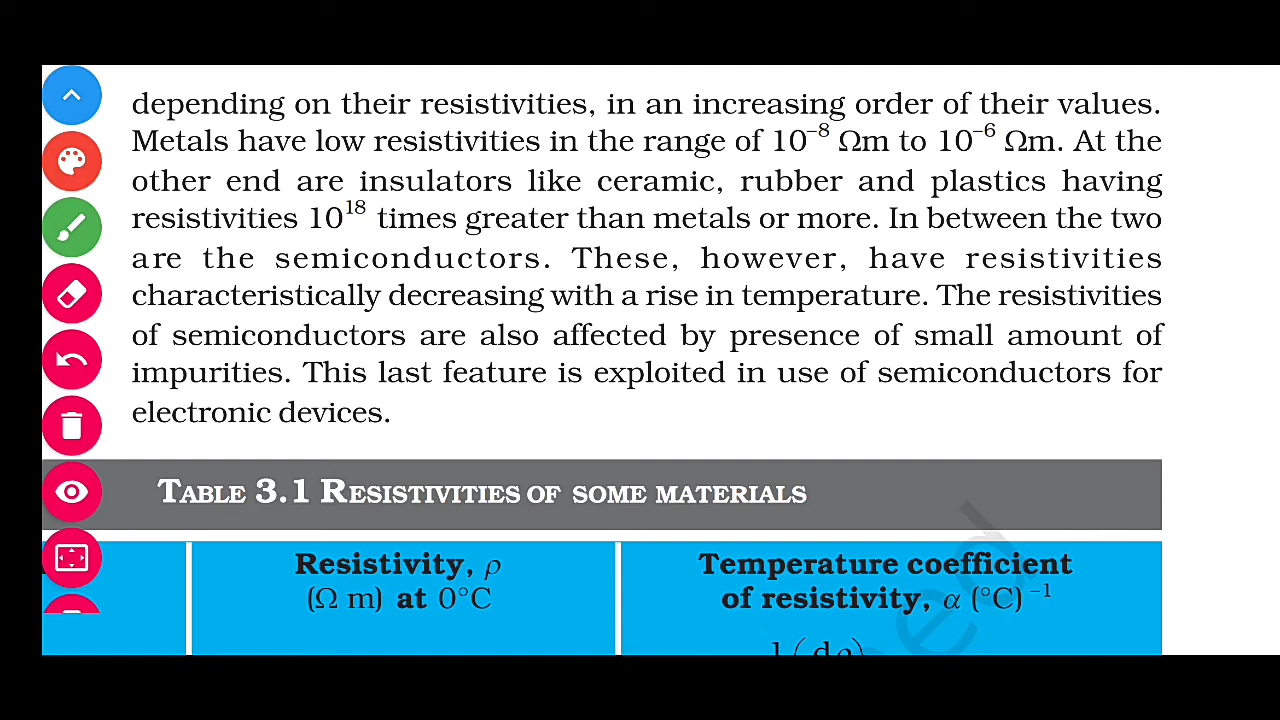 depending on their resistivities, in an increasing order of their values.
Metals have low resistivities in the range of 10⁻⁸ Ωm to 10⁻⁶ Ωm. At the
other end are insulators like ceramic, rubber and plastics having
resistivities 10¹⁸ times greater than metals or more. In between the two
are the semiconductors. These, however, have resistivities
characteristically decreasing with a rise in temperature. The resistivities
of semiconductors are also affected by presence of small amount of
impurities. This last feature is exploited in use of semiconductors for
electronic devices.
TABLE 3.1 RESISTIVITIES OF SOME MATERIALS
Resistivity, ρ
(Ω m) at 0°C
Temperature coefficient
of resistivity, α (°C)⁻¹